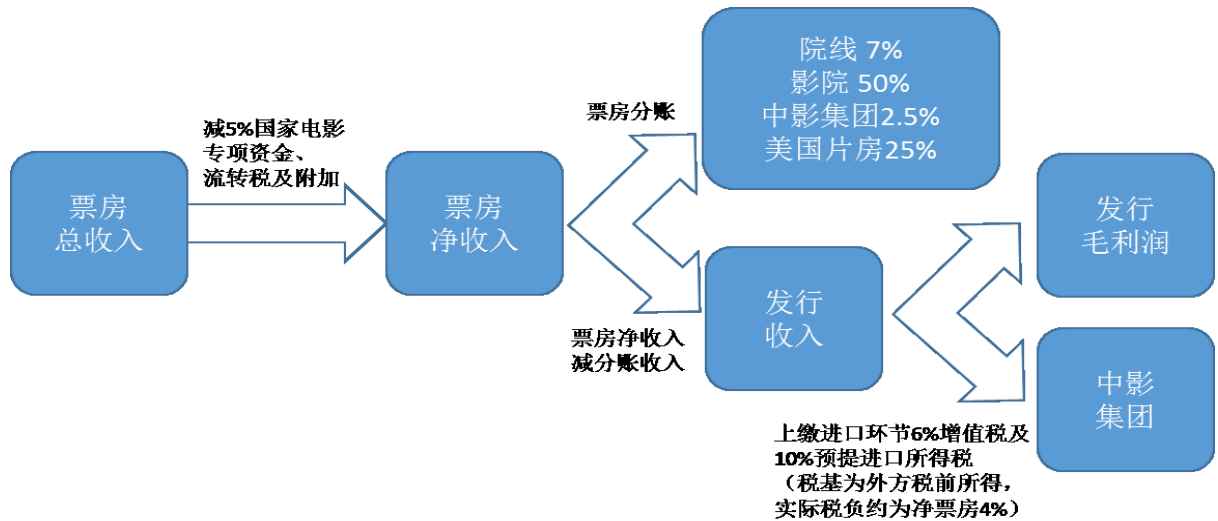 票房
总收入
减5%国家电影
专项资金、
流转税及附加
票房
净收入
票房分账
院线 7%
影院 50%
中影集团2.5%
美国片房25%
票房净收入
减分账收入
发行
收入
发行
毛利润
中影
集团
上缴进口环节6%增值税及
10%预提进口所得税
（税基为外方税前所得，
实际税负约为净票房4%）